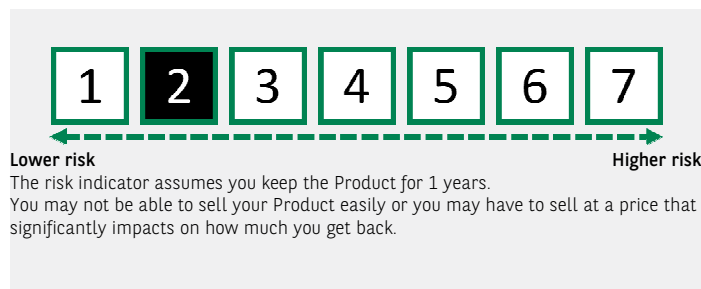 1 2 3 4 5 6 7
Lower risk Higher risk
The risk indicator assumes you keep the Product for 1 years.
You may not be able to sell your Product easily or you may have to sell at a price that
significantly impacts on how much you get back.